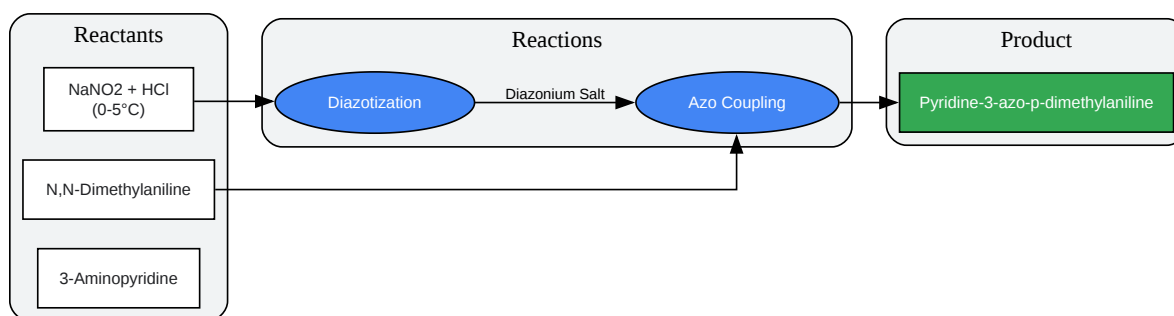 Reactants
NaNO2 + HCl
(0-5°C)
N,N-Dimethylaniline
3-Aminopyridine
Reactions
Diazotization
Diazonium Salt
Azo Coupling
Product
Pyridine-3-azo-p-dimethylaniline